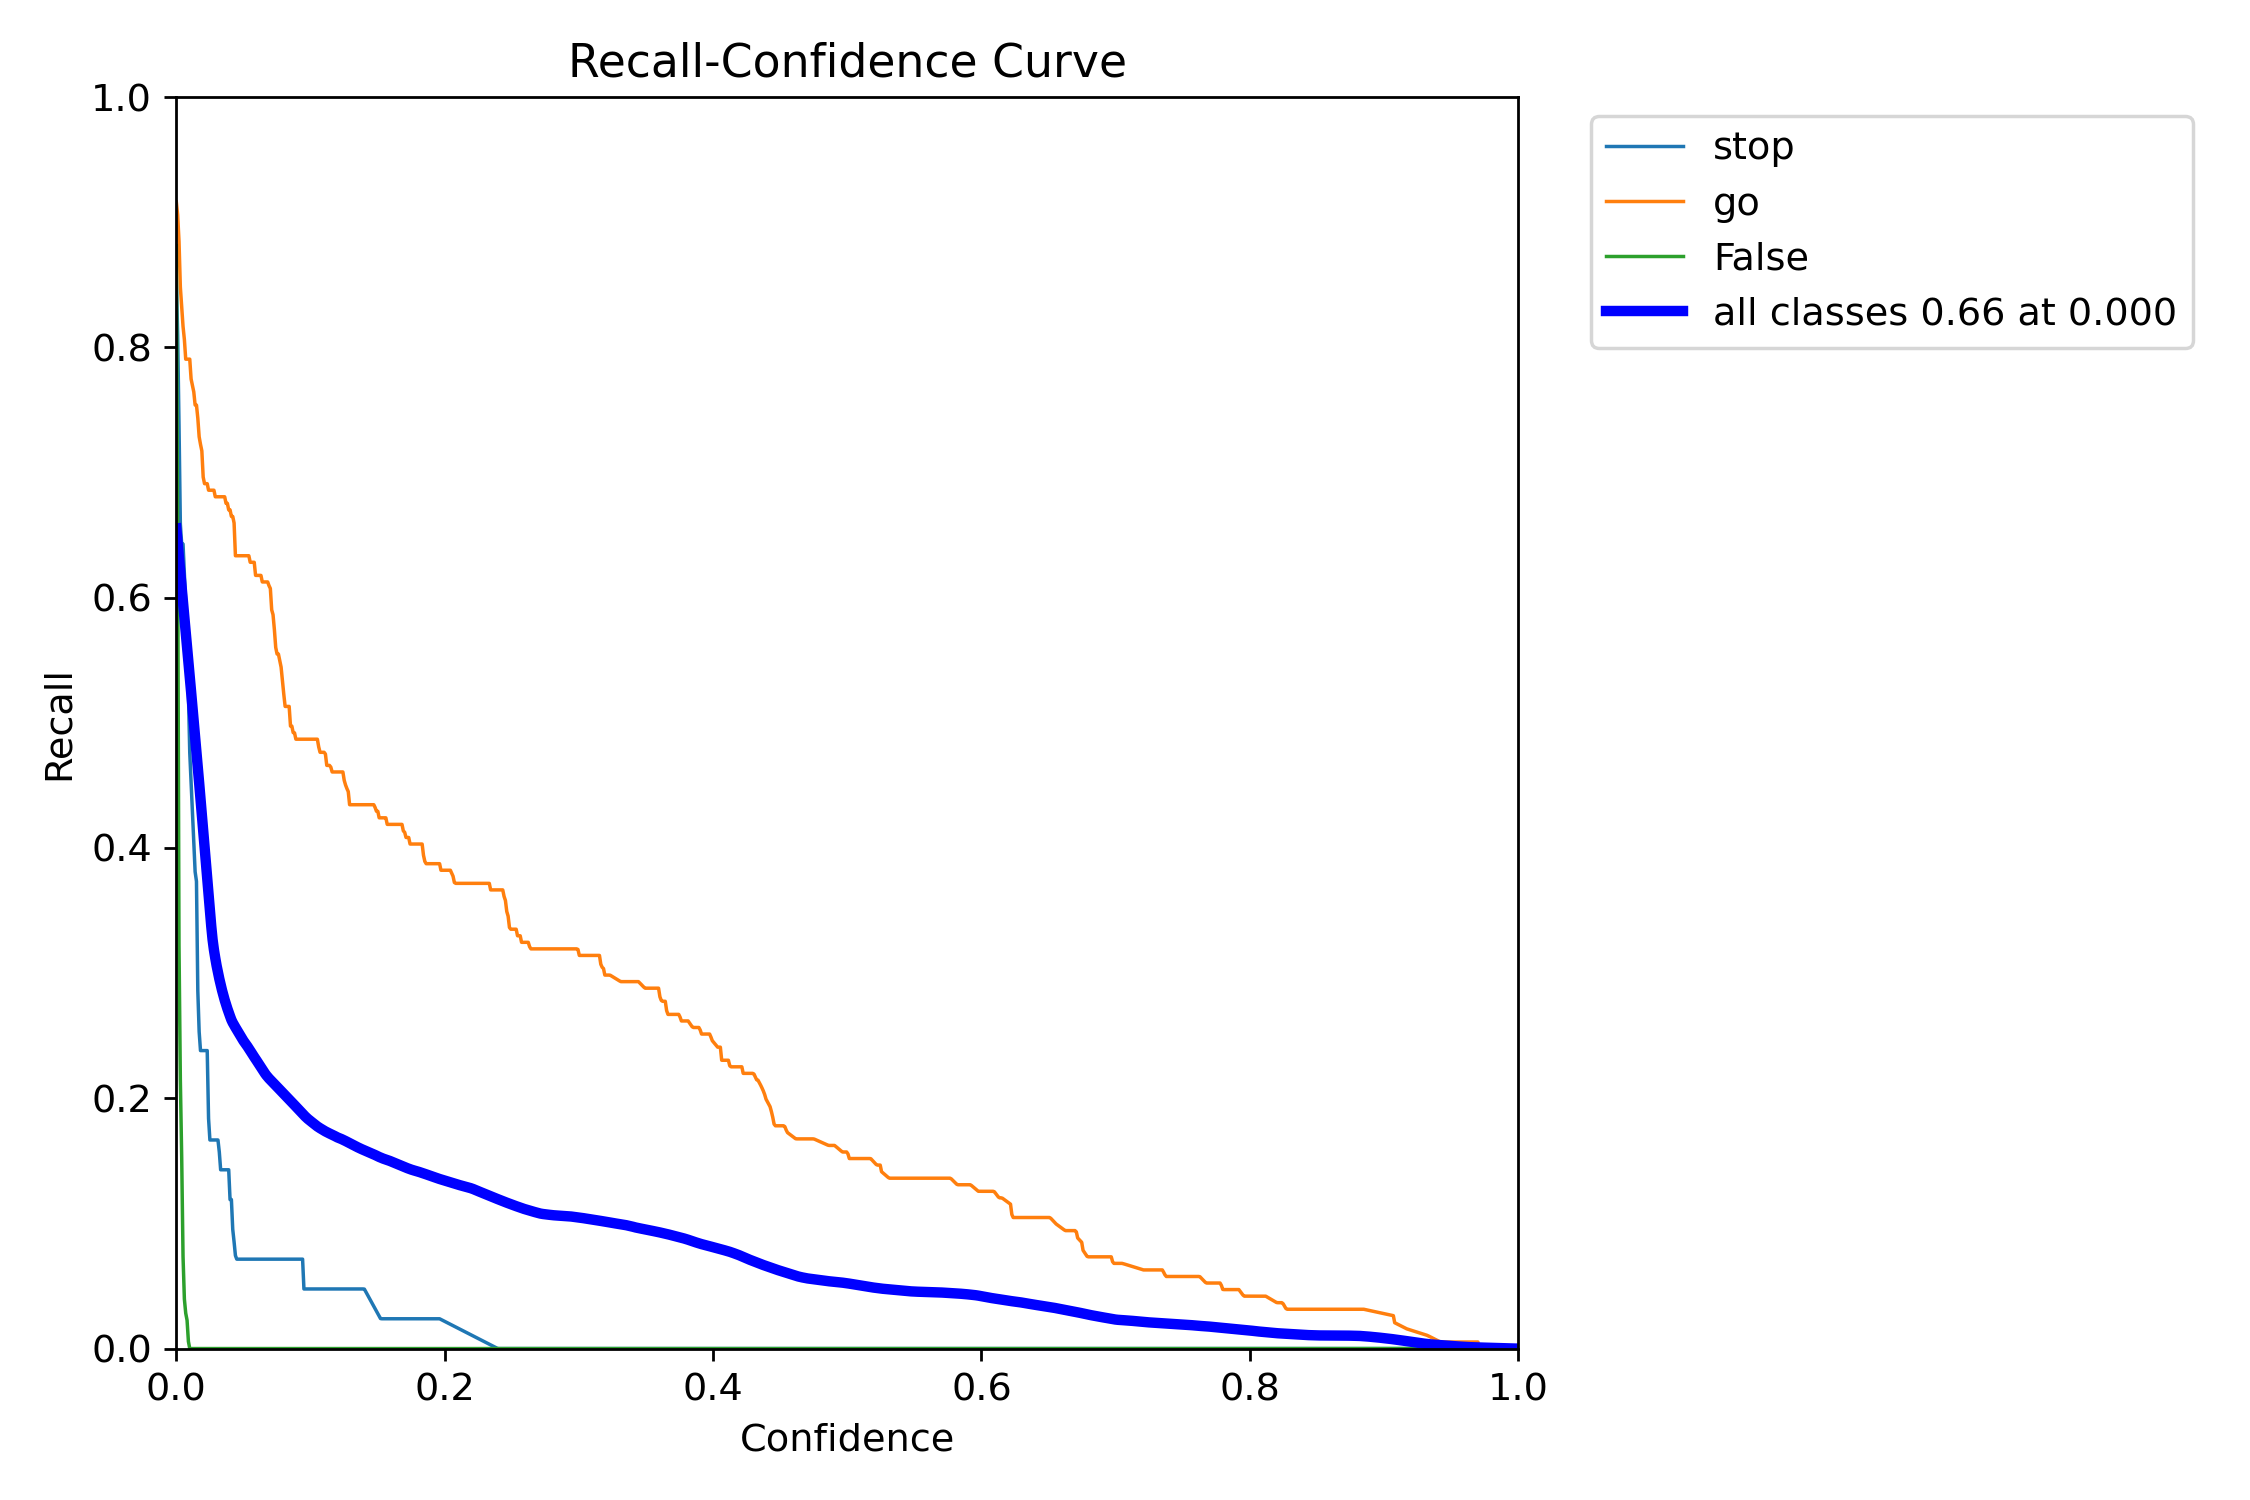 Recall-Confidence Curve
1.0
0.8
0.6
0.4
0.2
0.0
Recall
0.0 0.2 0.4 0.6 0.8 1.0
Confidence
stop
go
False
all classes 0.66 at 0.000